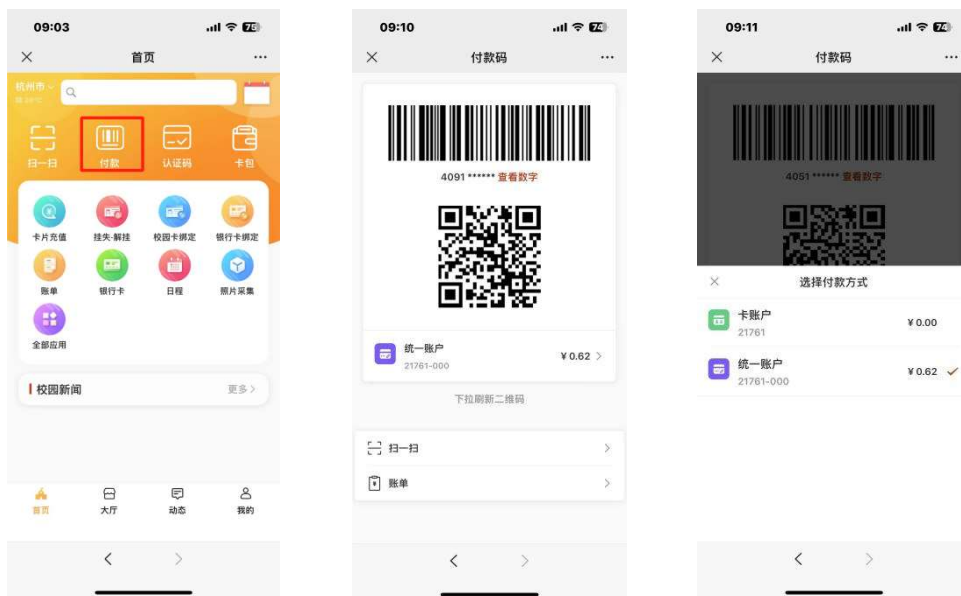 09:03
75
首页
杭州市
扫一扫
付款
认证码
卡包
卡片充值
挂失·解挂
校园卡绑定
银行卡绑定
账单
银行卡
日程
照片采集
全部应用
校园新闻
更多
首页
大厅
动态
我的
09:10
74
付款码
4091 ****** 查看数字
统一账户
21761-000
¥ 0.62
下拉刷新二维码
扫一扫
账单
09:11
74
付款码
4051 ****** 查看数字
选择付款方式
卡账户
21761
¥ 0.00
统一账户
21761-000
¥ 0.62